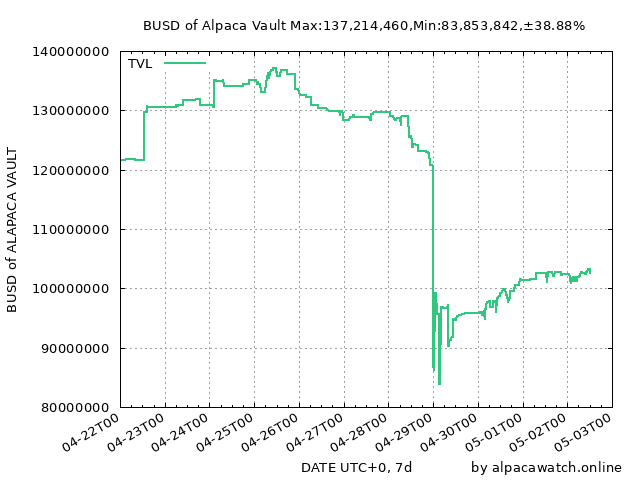 BUSD of Alpaca Vault Max:137,214,460,Min:83,853,842,±38.88%
TVL
140000000
130000000
120000000
110000000
100000000
90000000
80000000
BUSD of ALAPACA VAULT
04-22T00
04-23T00
04-24T00
04-25T00
04-26T00
04-27T00
04-28T00
04-29T00
04-30T00
05-01T00
05-02T00
05-03T00
DATE UTC+0, 7d
by alpacawatch.online